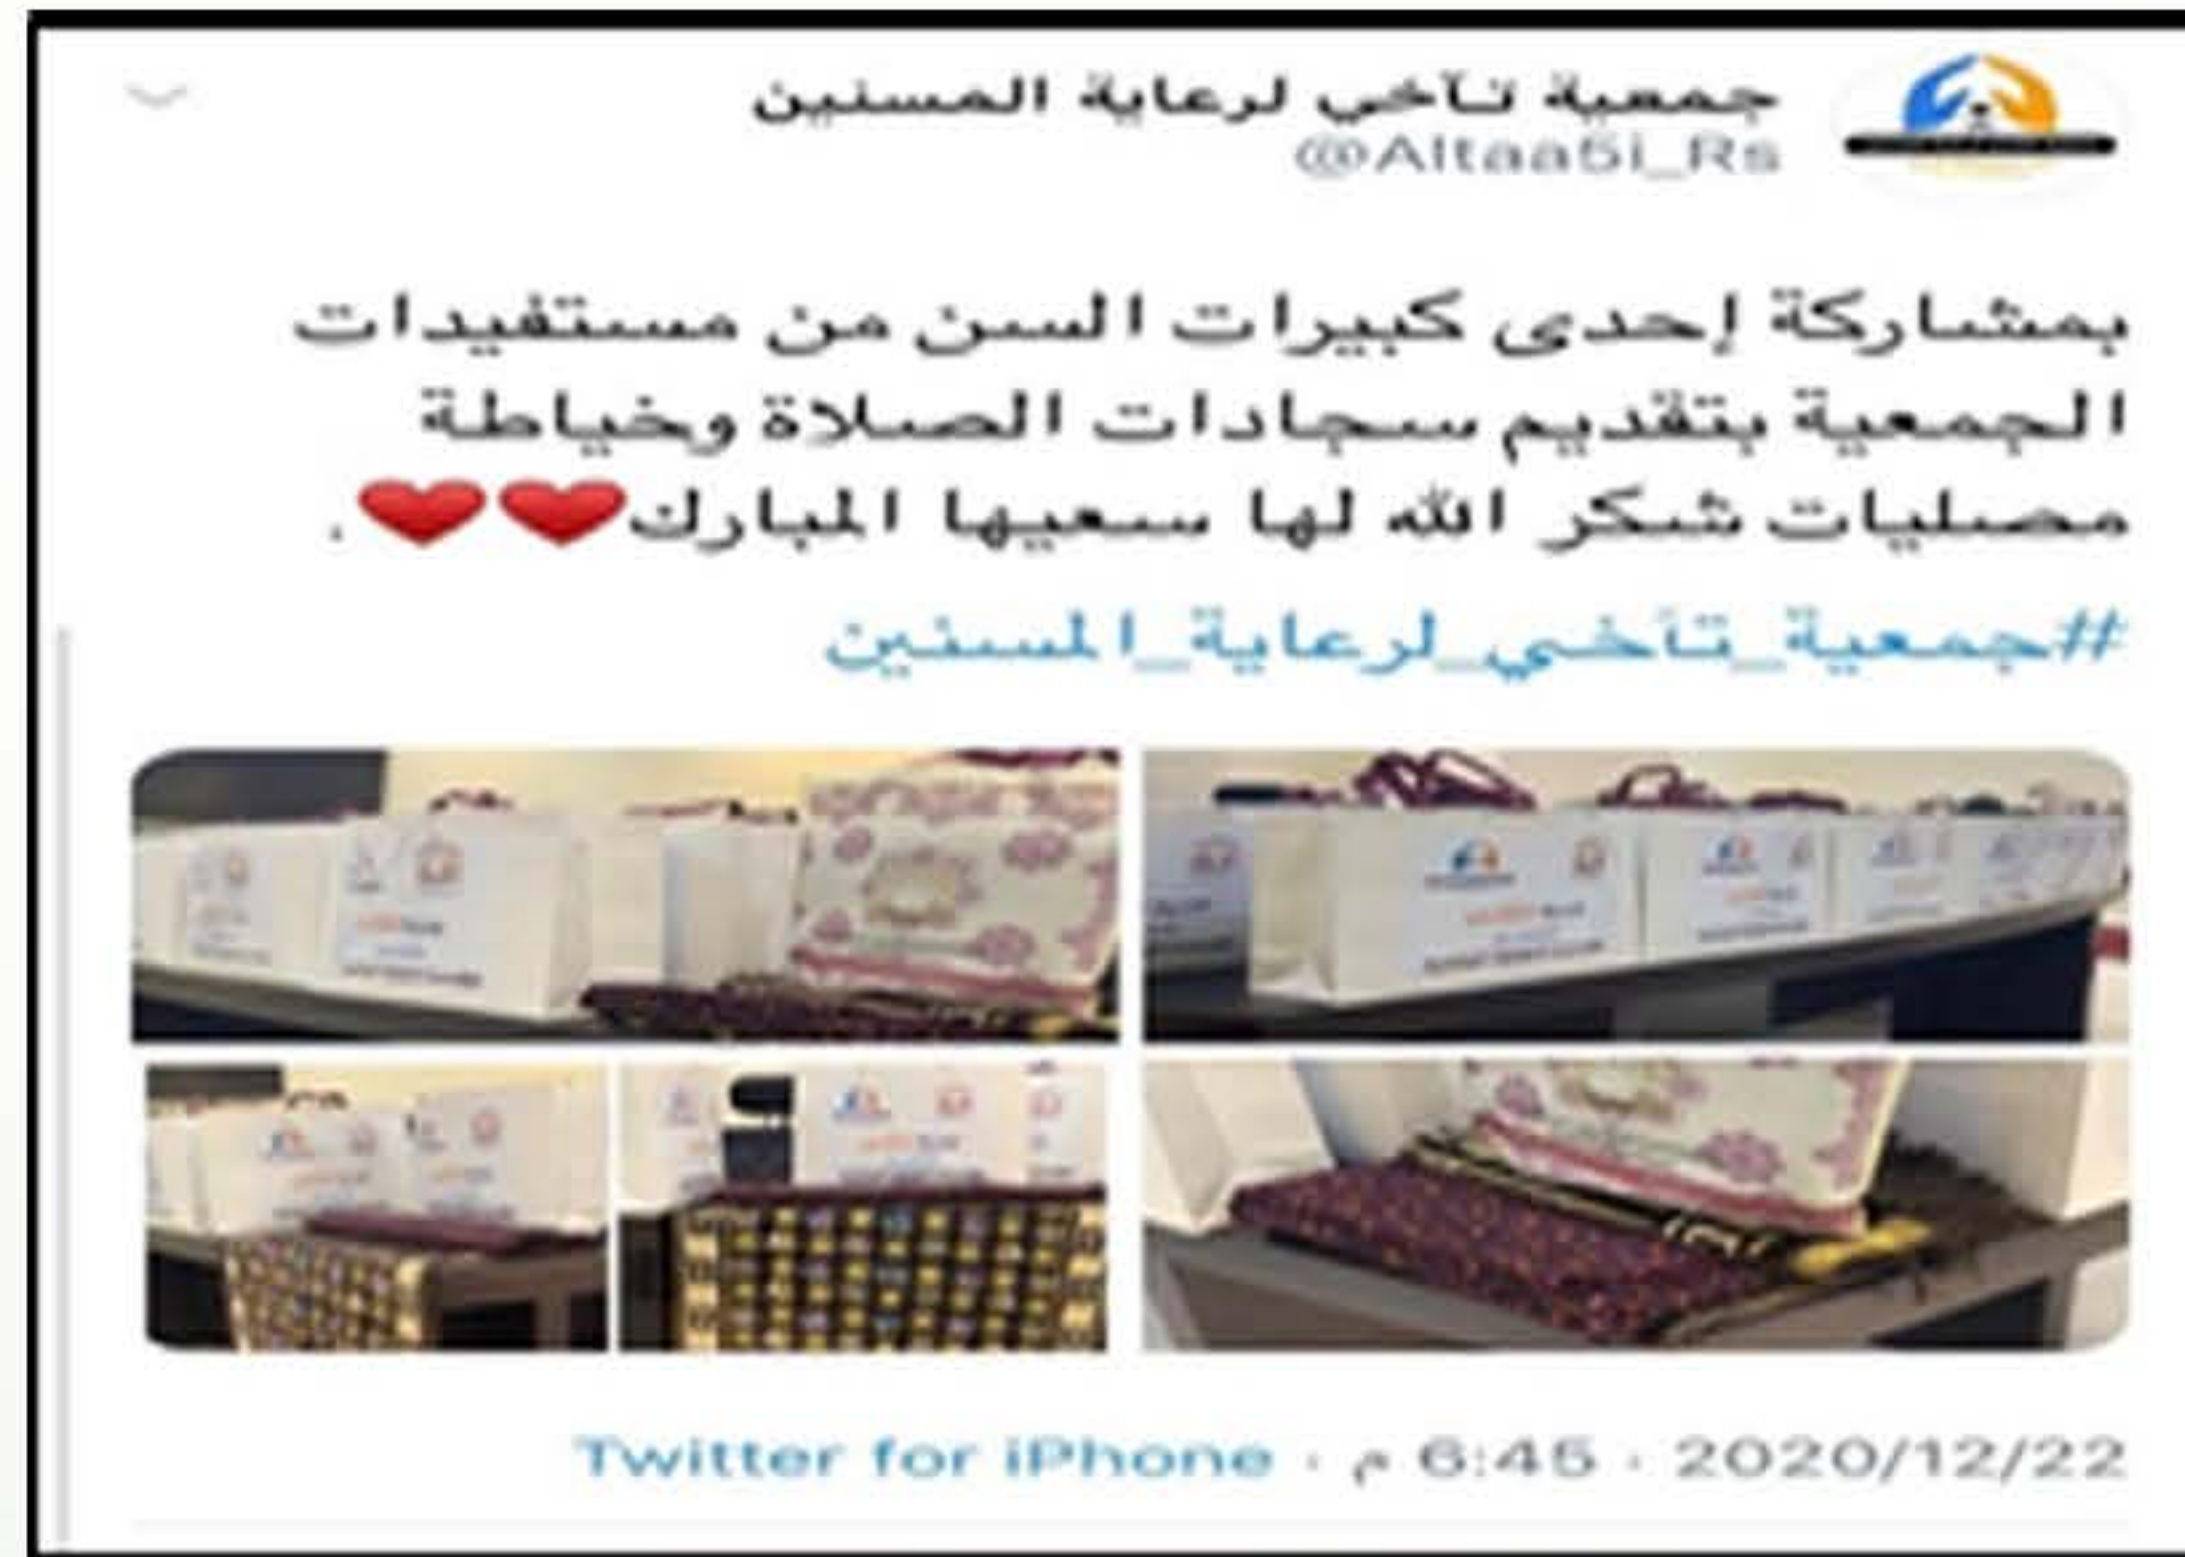 جمعية تآخي لرعاية المسنين
@Altaa5i_Rs
بمشاركة إحدى كبيرات السن من مستفيدات
الجمعية بتقديم سجادات الصلاة وخياطة
مصليات شكر الله لها سعيها المبارك❤❤.
##جمعية_تآخي_لرعاية_المسنين
2020/12/22 · 6:45 م · Twitter for iPhone